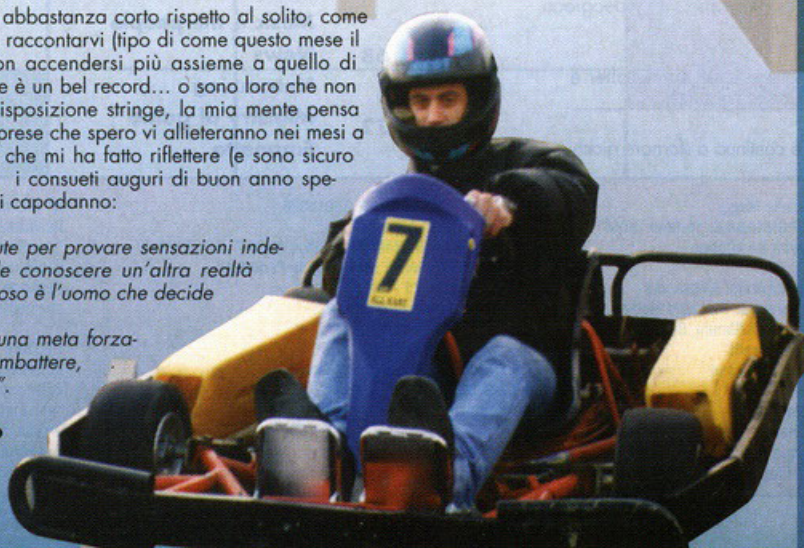 abbastanza corto rispetto al solito, come
raccontarvi (tipo di come questo mese il
on accendersi più assieme a quello di
e è un bel record... o sono loro che non
isposizione stringe, la mia mente pensa
prese che spero vi allieteranno nei mesi a
che mi ha fatto riflettere (e sono sicuro
i consueti auguri di buon anno spe-
i capodanno:
ute per provare sensazioni inde-
le conoscere un'altra realtà
oso è l'uomo che decide
una meta forza-
mbattere,
".
7
KART